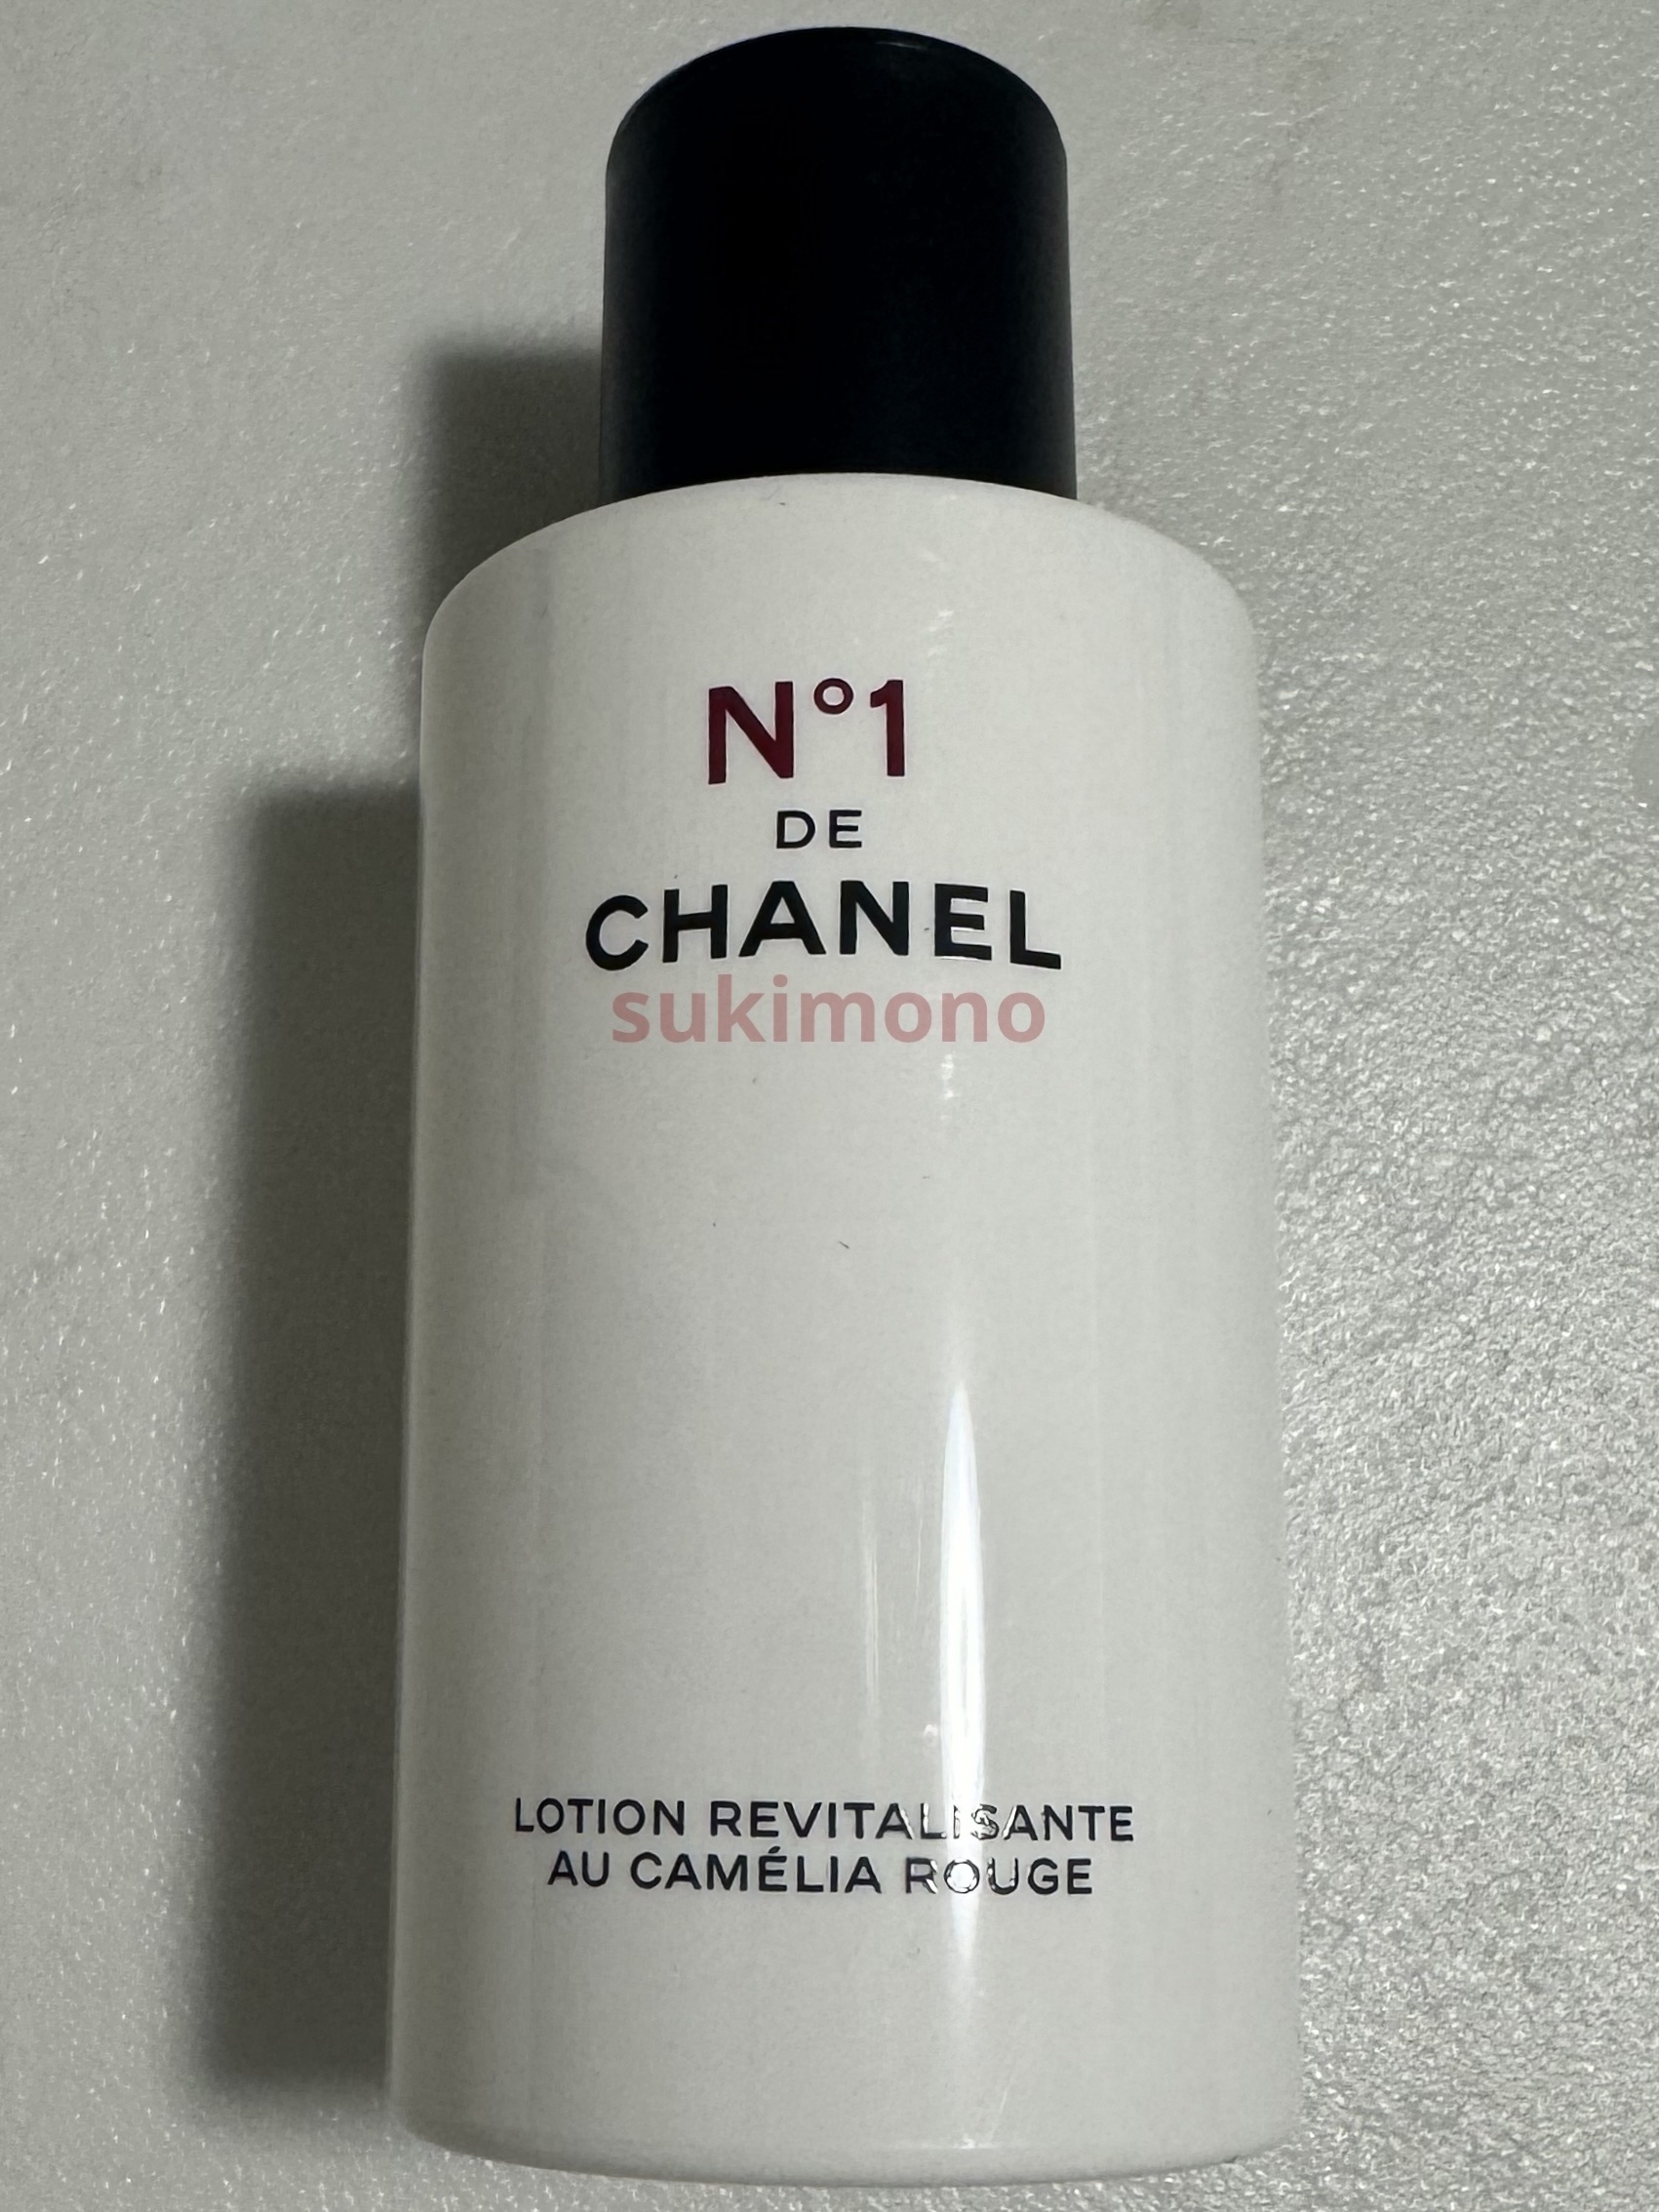 N°1
DE
CHANEL
sukimono
LOTION REVITALISANTE
AU CAMÉLIA ROUGE